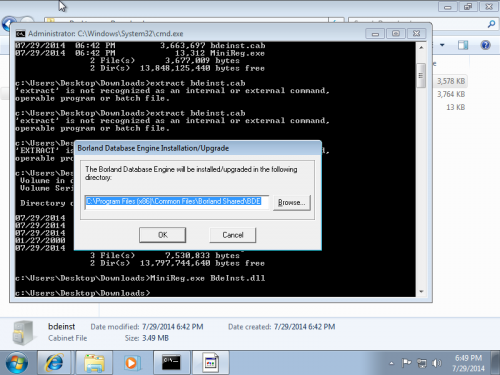 Administrator: C:\Windows\System32\cmd.exe
07/29/2014 06:42 PM 3,663,697 bdeinst.cab
07/29/2014 06:42 PM 13,312 MiniReg.exe
2 File(s) 3,677,009 bytes
2 Dir(s) 13,848,125,440 bytes free
c:\Users\Desktop\Downloads>extract bdeinst.cab
'extract' is not recognized as an internal or external command,
operable program or batch file.
c:\Users\Desktop\Downloads>extract bdeinst.cab
'extract' is not recognized as an internal or external command,
operable program or batch file.
'EXTRACT' is
operable pro
Volume in
Volume Seri
Directory
07/29/2014
07/29/2014
07/29/2014
01/27/2000
07/29/2014
3 File(s) 7,530,833 bytes
2 Dir(s) 13,797,744,640 bytes free
c:\Users\Desktop\Downloads>MiniReg.exe BdeInst.dll
c:\Users\Desktop\Downloads>
Borland Database Engine Installation/Upgrade
The Borland Database Engine will be installed/upgraded in the following
directory:
C:\Program Files (x86)\Common Files\Borland Shared\BDE
Browse...
OK
Cancel
3,578 KB
3,764 KB
13 KB
bdeinst Date modified: 7/29/2014 6:42 PM Date created: 7/29/2014 6:42 PM
Cabinet File Size: 3.49 MB
6:49 PM
7/29/2014